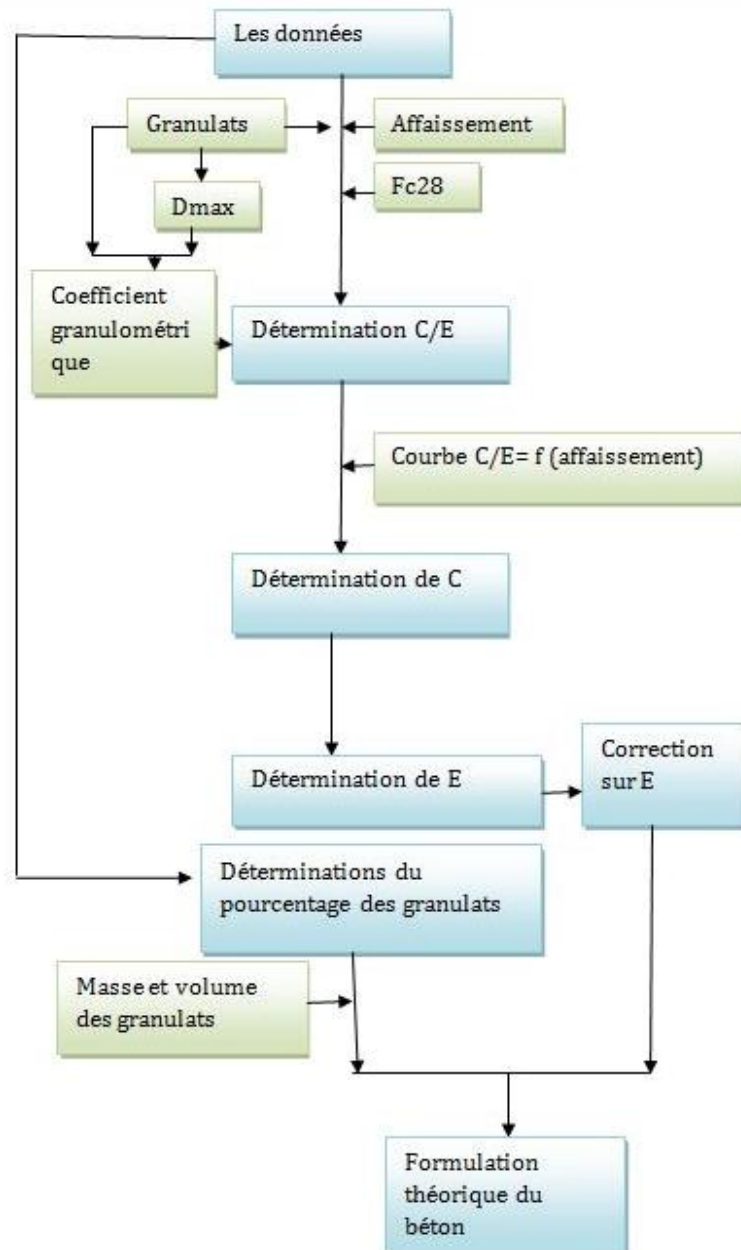 Les données
Granulats
Affaissement
Fc28
Dmax
Coefficient
granulométri
que
Détermination C/E
Courbe C/E= f (affaissement)
Détermination de C
Détermination de E
Correction
sur E
Déterminations du
pourcentage des granulats
Masse et volume
des granulats
Formulation
théorique du
béton